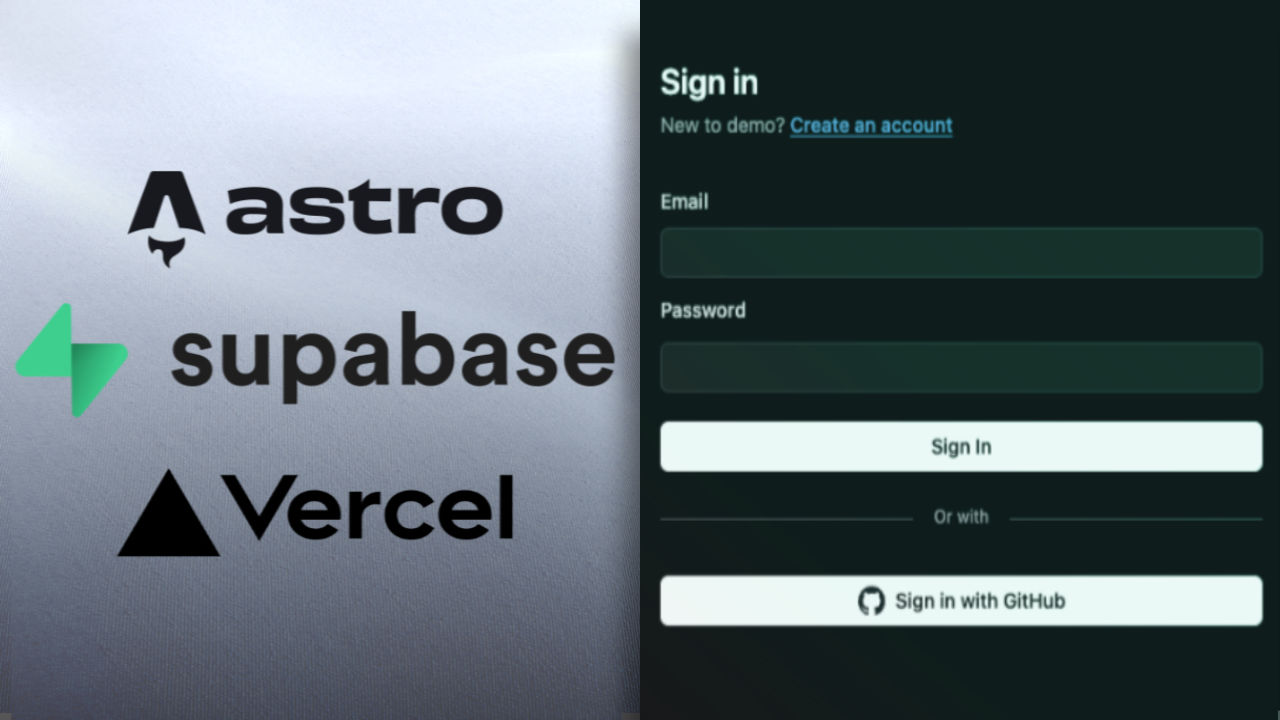 astro
supabase
Vercel
Sign in
New to demo? Create an account
Email
Password
Sign In
Or with
Sign in with GitHub